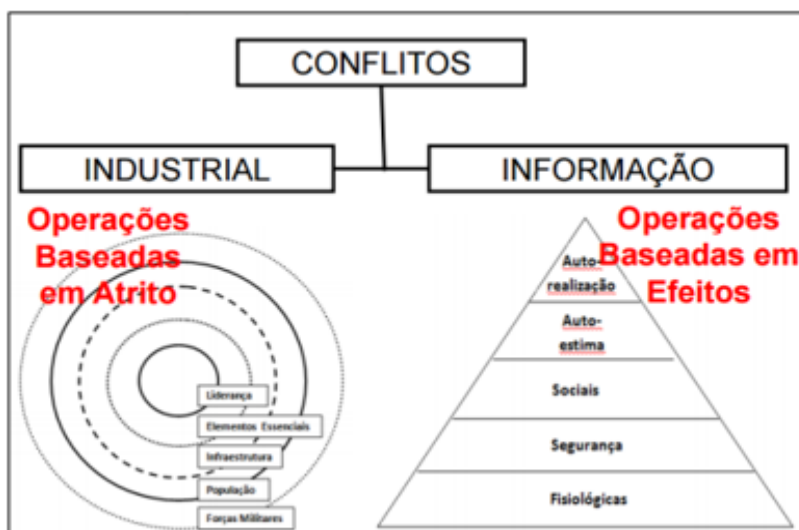 CONFLITOS
INDUSTRIAL
INFORMAÇÃO
Operações
Baseadas
em Atrito
Liderança
Elementos Essenciais
Infraestrutura
População
Forças Militares
Operações
Baseadas em
Efeitos
Auto-
realização
Auto-
estima
Sociais
Segurança
Fisiológicas